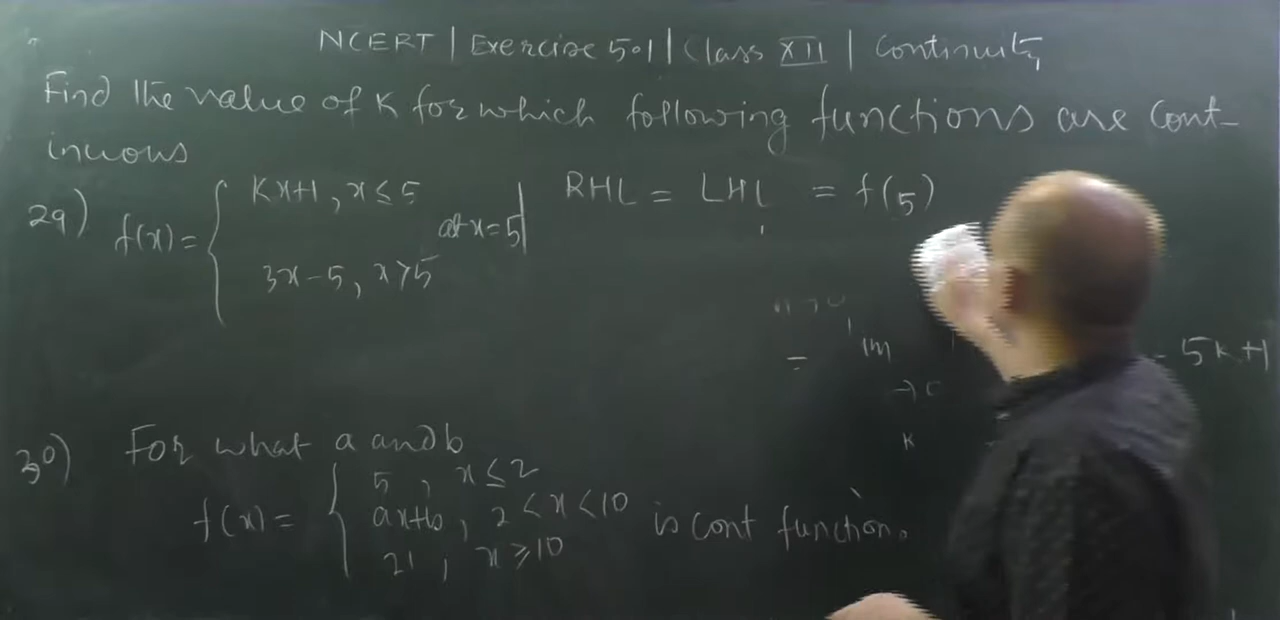 NCERT | Exercise 5.1 | Class XII | Continuity
Find the value of K for which following functions are cont-
inuous
29) f(x) = { Kx+1, x ≤ 5 at x=5 RHL = LHL = f(5)
3x-5, x>5
lm - 5K+1
=
K
30) For what a and b
f(x) = { 5, x ≤ 2
ax+b, 2 < x < 10 is cont function.
21, x ≥ 10